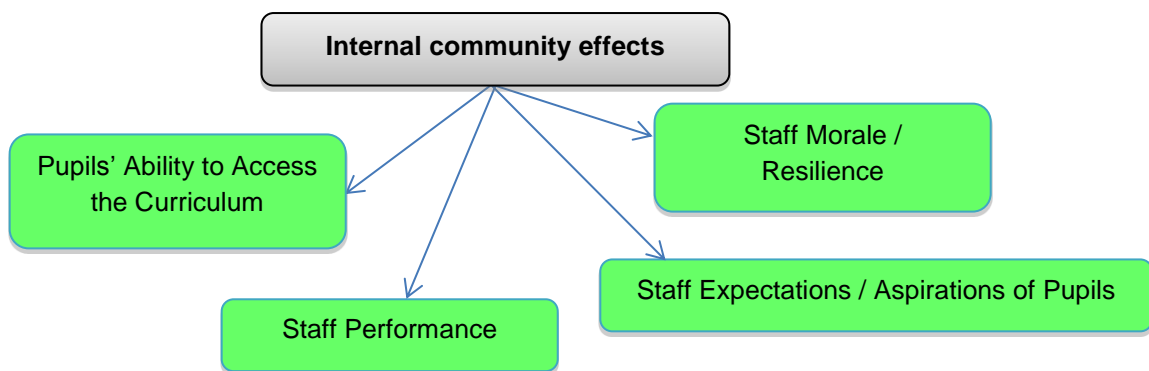 Internal community effects
Staff Morale /
Resilience
Pupils’ Ability to Access
the Curriculum
Staff Expectations / Aspirations of Pupils
Staff Performance